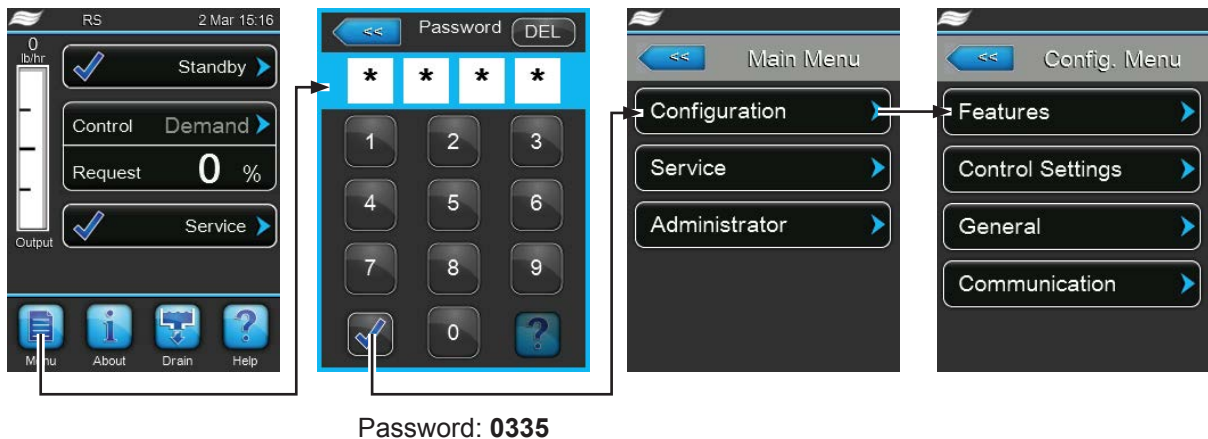 RS 2 Mar 15:16
0
lb/hr
Standby
Control Demand
Request 0 %
Service
Output
Menu About Drain Help
<< Password DEL
* * * *
1 2 3
4 5 6
7 8 9
0 ?
Password: 0335
<< Main Menu
Configuration
Service
Administrator
<< Config. Menu
Features
Control Settings
General
Communication